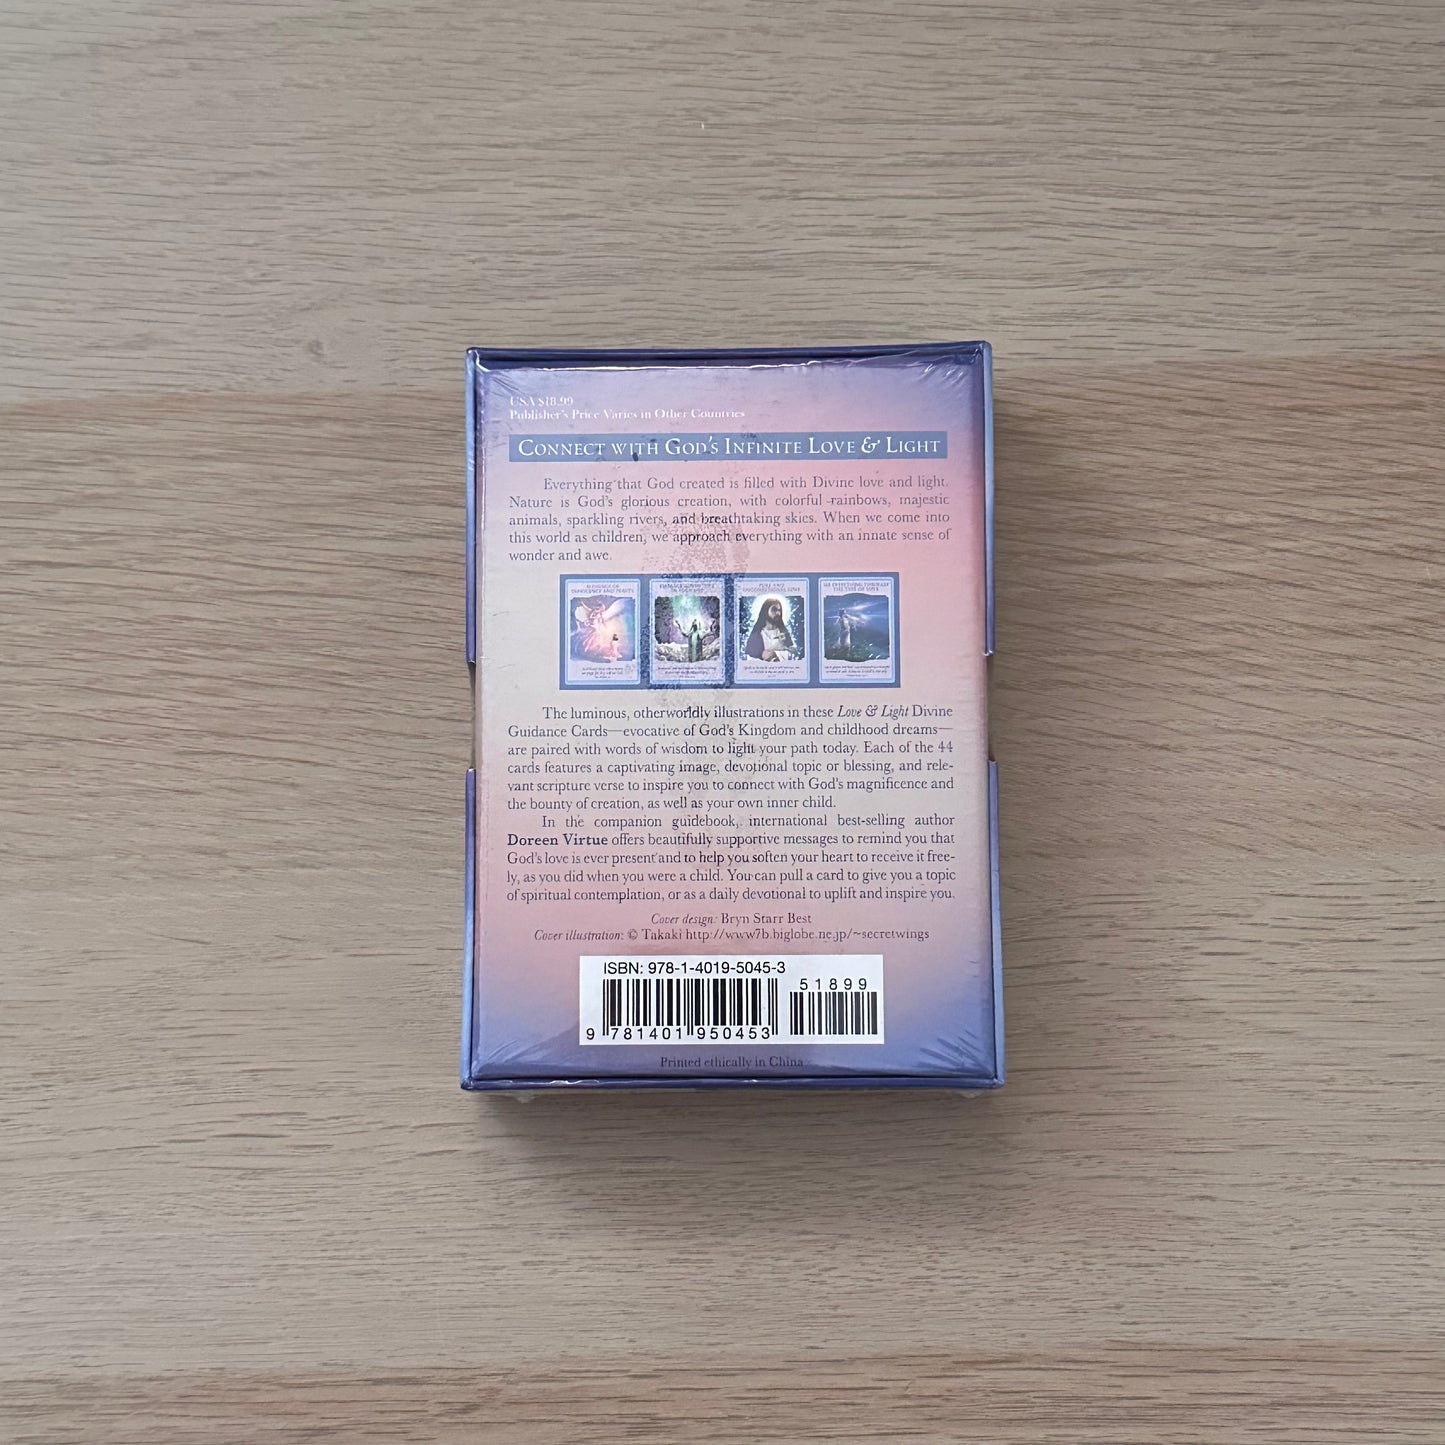 USA $18.99
Publisher's Price Varies in Other Countries
CONNECT WITH GOD'S INFINITE LOVE & LIGHT
Everything that God created is filled with Divine love and light.
Nature is God's glorious creation, with colorful rainbows, majestic
animals, sparkling rivers, and breathtaking skies. When we come into
this world as children, we approach everything with an innate sense of
wonder and awe.
PURE AND
UNCONDITIONAL LOVE
SEE EVERYTHING THROUGH
THE EYES OF LOVE
The luminous, otherworldly illustrations in these Love & Light Divine
Guidance Cards—evocative of God's Kingdom and childhood dreams—
are paired with words of wisdom to light your path today. Each of the 44
cards features a captivating image, devotional topic or blessing, and rele-
vant scripture verse to inspire you to connect with God's magnificence and
the bounty of creation, as well as your own inner child.
In the companion guidebook, international best-selling author
Doreen Virtue offers beautifully supportive messages to remind you that
God's love is ever present and to help you soften your heart to receive it free-
ly, as you did when you were a child. You can pull a card to give you a topic
of spiritual contemplation, or as a daily devotional to uplift and inspire you.
Cover design: Bryn Starr Best
Cover illustration: © Takaki http://www7b.biglobe.ne.jp/~secretwings
ISBN: 978-1-4019-5045-3
51899
9 781401 950453
Printed ethically in China